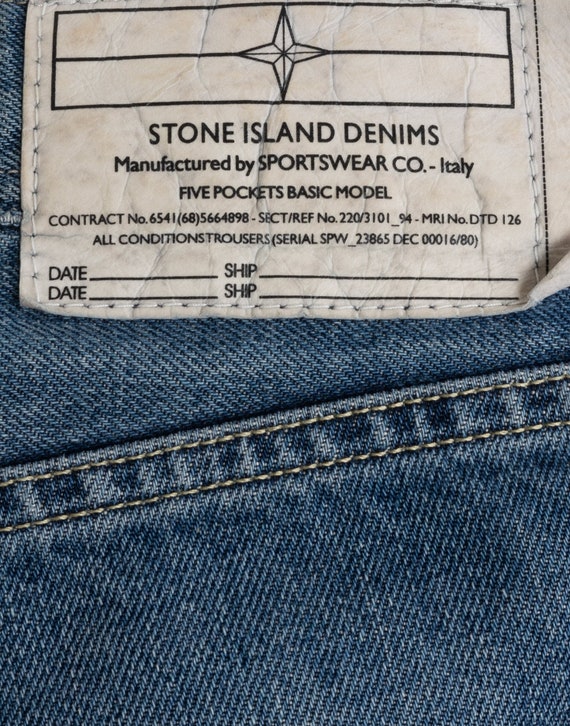 STONE ISLAND DENIMS
Manufactured by SPORTSWEAR CO. - Italy
FIVE POCKETS BASIC MODEL
CONTRACT No. 6541(68)5664898 - SECT/REF No. 220/3101_94 - MRI No. DTD 126
ALL CONDITIONS TROUSERS (SERIAL SPW_23865 DEC 00016/80)
DATE SHIP
DATE SHIP